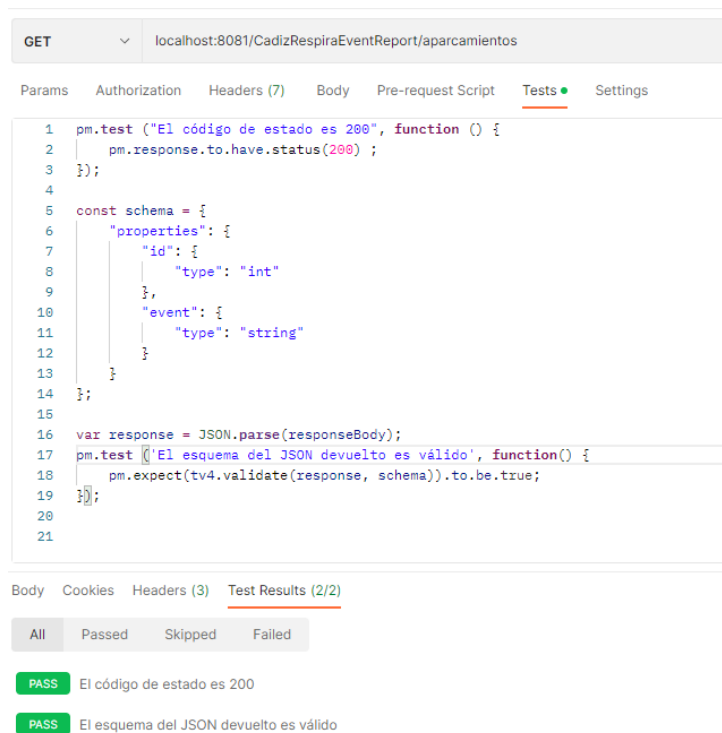 GET localhost:8081/CadizRespiraEventReport/aparcamientos
Params Authorization Headers (7) Body Pre-request Script Tests Settings
1 pm.test ("El código de estado es 200", function () {
2 pm.response.to.have.status(200) ;
3 });
4
5 const schema = {
6 "properties": {
7 "id": {
8 "type": "int"
9 },
10 "event": {
11 "type": "string"
12 }
13 }
14 };
15
16 var response = JSON.parse(responseBody);
17 pm.test ('El esquema del JSON devuelto es válido', function() {
18 pm.expect(tv4.validate(response, schema)).to.be.true;
19 });
20
21
Body Cookies Headers (3) Test Results (2/2)
All Passed Skipped Failed
PASS El código de estado es 200
PASS El esquema del JSON devuelto es válido